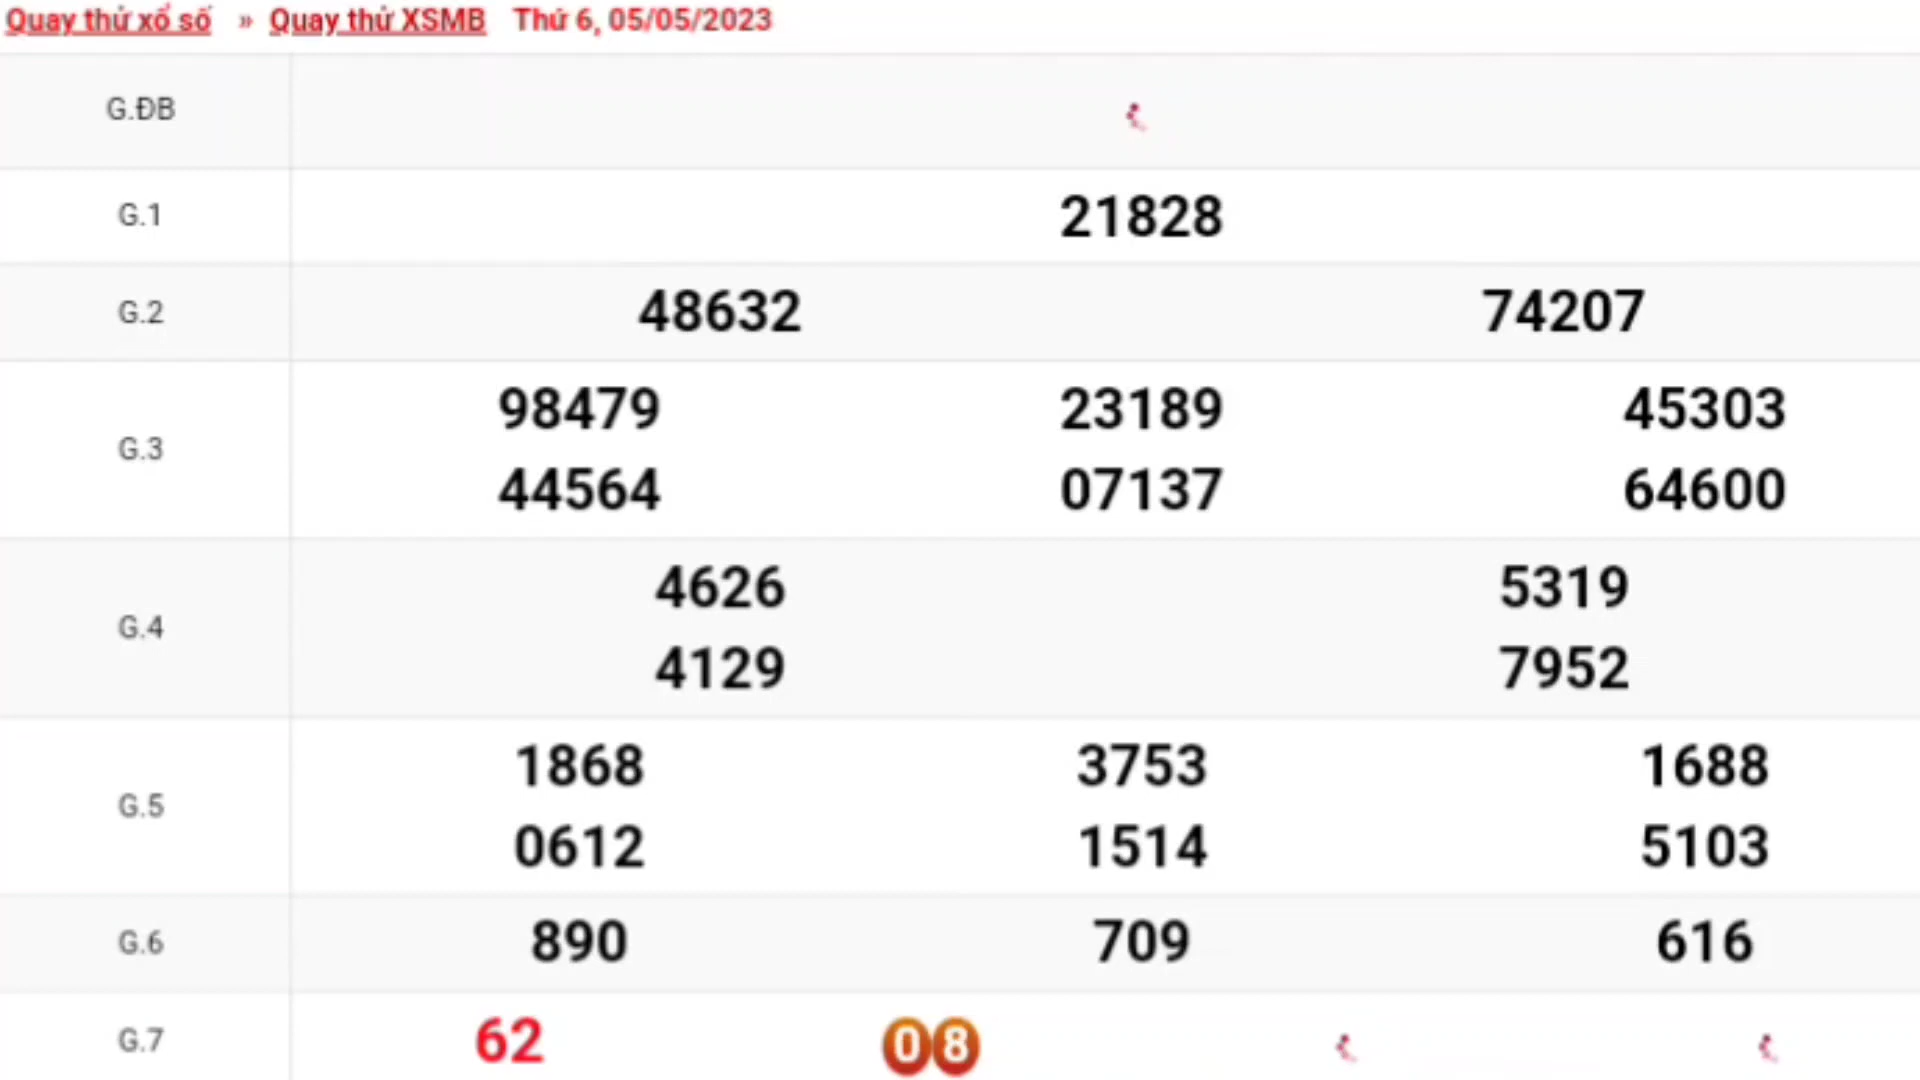 Quay thử xổ số » Quay thử XSMB Thứ 6, 05/05/2023
G.ĐB
G.1 21828
G.2 48632 74207
G.3 98479 23189 45303
44564 07137 64600
G.4 4626 5319
4129 7952
G.5 1868 3753 1688
0612 1514 5103
G.6 890 709 616
G.7 62 08